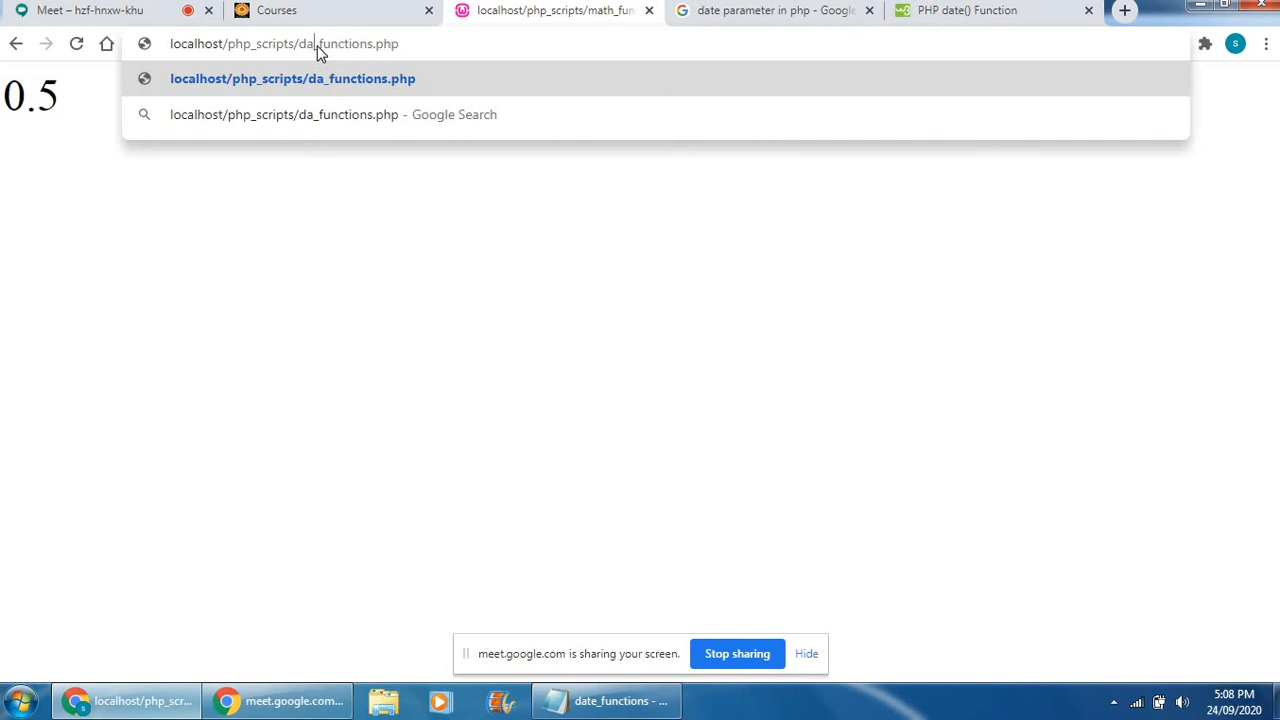 Meet – hzf-hnxw-khu
Courses
localhost/php_scripts/math_fun
date parameter in php - Google
PHP date() Function
localhost/php_scripts/da_functions.php
S
localhost/php_scripts/da_functions.php
localhost/php_scripts/da_functions.php - Google Search
0.5
meet.google.com is sharing your screen.
Stop sharing
Hide
localhost/php_scr...
meet.google.com...
date_functions - ...
5:08 PM
24/09/2020